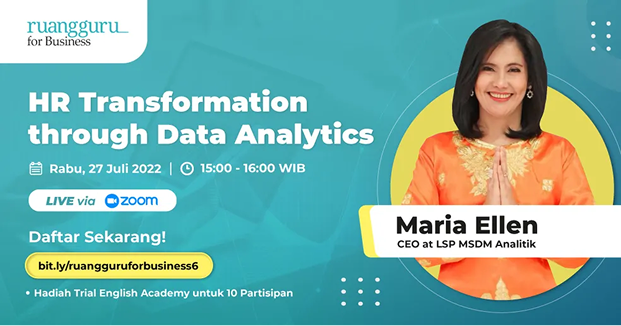 ruangguru
for Business
HR Transformation
through Data Analytics
Rabu, 27 Juli 2022 | 15:00 - 16:00 WIB
LIVE via zoom
Daftar Sekarang!
bit.ly/ruangguruforbusiness6
• Hadiah Trial English Academy untuk 10 Partisipan
Maria Ellen
CEO at LSP MSDM Analitik